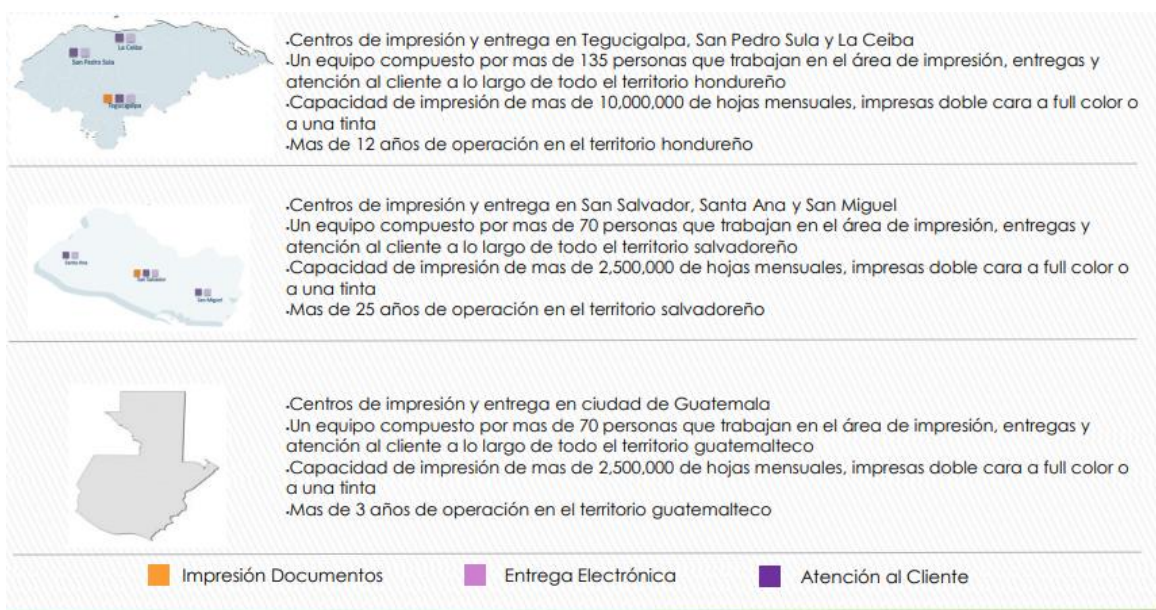 La Ceiba
San Pedro Sula
Tegucigalpa
.Centros de impresión y entrega en Tegucigalpa, San Pedro Sula y La Ceiba
.Un equipo compuesto por mas de 135 personas que trabajan en el área de impresión, entregas y
atención al cliente a lo largo de todo el territorio hondureño
.Capacidad de impresión de mas de 10,000,000 de hojas mensuales, impresas doble cara a full color o
a una tinta
.Mas de 12 años de operación en el territorio hondureño
Santa Ana
San Salvador
San Miguel
.Centros de impresión y entrega en San Salvador, Santa Ana y San Miguel
.Un equipo compuesto por mas de 70 personas que trabajan en el área de impresión, entregas y
atención al cliente a lo largo de todo el territorio salvadoreño
.Capacidad de impresión de mas de 2,500,000 de hojas mensuales, impresas doble cara a full color o
a una tinta
.Mas de 25 años de operación en el territorio salvadoreño
.Centros de impresión y entrega en ciudad de Guatemala
.Un equipo compuesto por mas de 70 personas que trabajan en el área de impresión, entregas y
atención al cliente a lo largo de todo el territorio guatemalteco
.Capacidad de impresión de mas de 2,500,000 de hojas mensuales, impresas doble cara a full color o
a una tinta
.Mas de 3 años de operación en el territorio guatemalteco
Impresión Documentos Entrega Electrónica Atención al Cliente